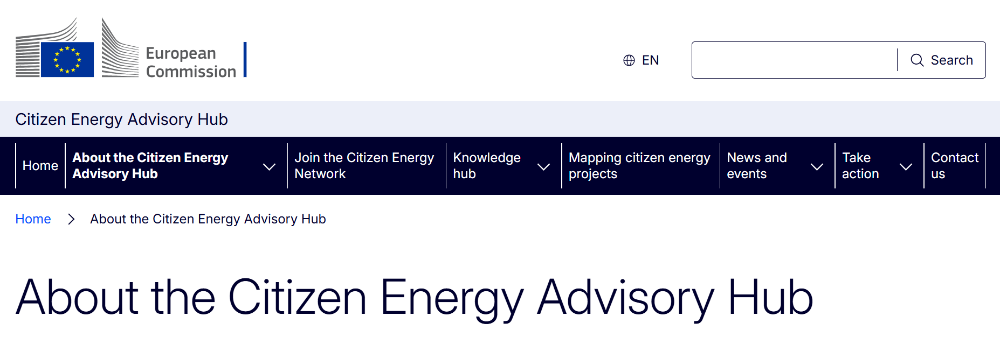 European
Commission
EN
Search
Citizen Energy Advisory Hub
Home
About the Citizen Energy
Advisory Hub
Join the Citizen Energy
Network
Knowledge
hub
Mapping citizen energy
projects
News and
events
Take
action
Contact
us
Home > About the Citizen Energy Advisory Hub
About the Citizen Energy Advisory Hub